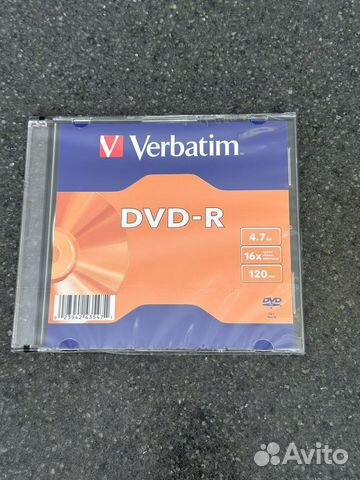 Verbatim
DVD-R
4.7
16x
120
DVD
Avito